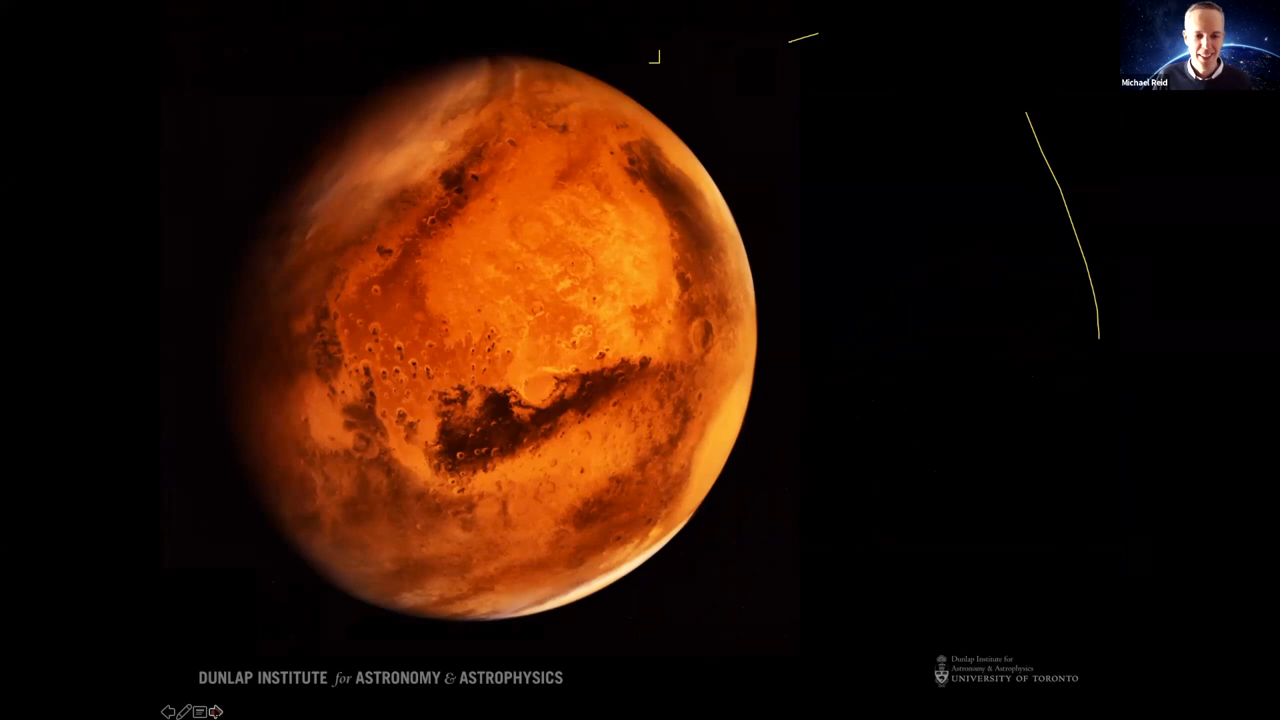 Michael Reid
DUNLAP INSTITUTE for ASTRONOMY & ASTROPHYSICS
Dunlap Institute for
Astronomy & Astrophysics
UNIVERSITY OF TORONTO